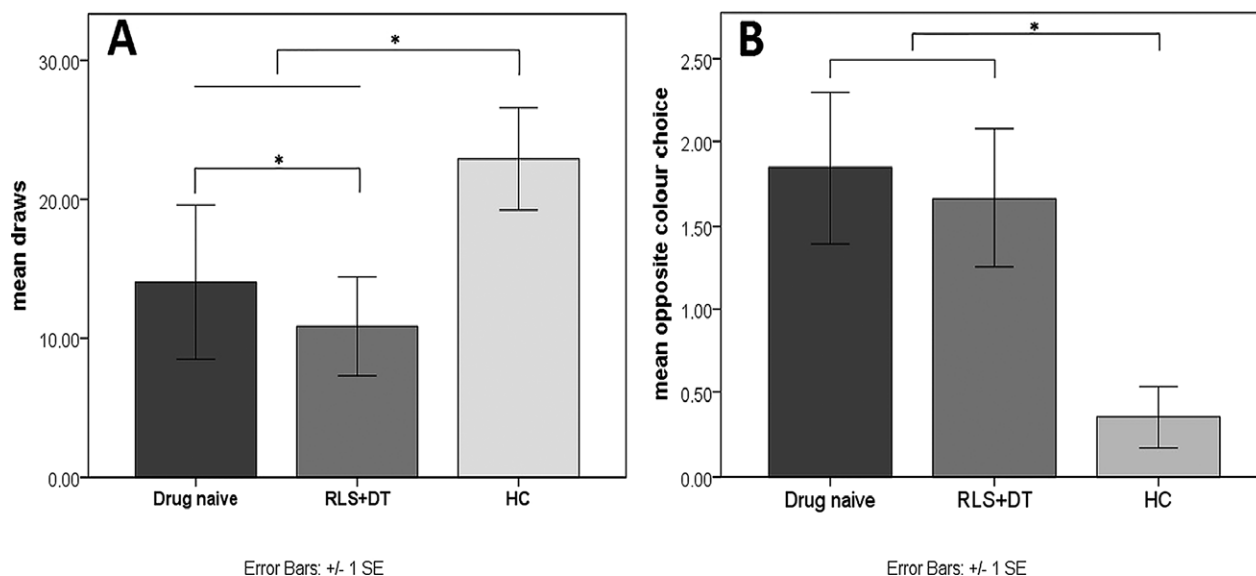 A
mean draws
30.00
20.00
10.00
0.00
*
*
Drug naive RLS+DT HC
Error Bars: +/- 1 SE
B
mean opposite colour choice
2.50
2.00
1.50
1.00
0.50
0.00
*
Drug naive RLS+DT HC
Error Bars: +/- 1 SE